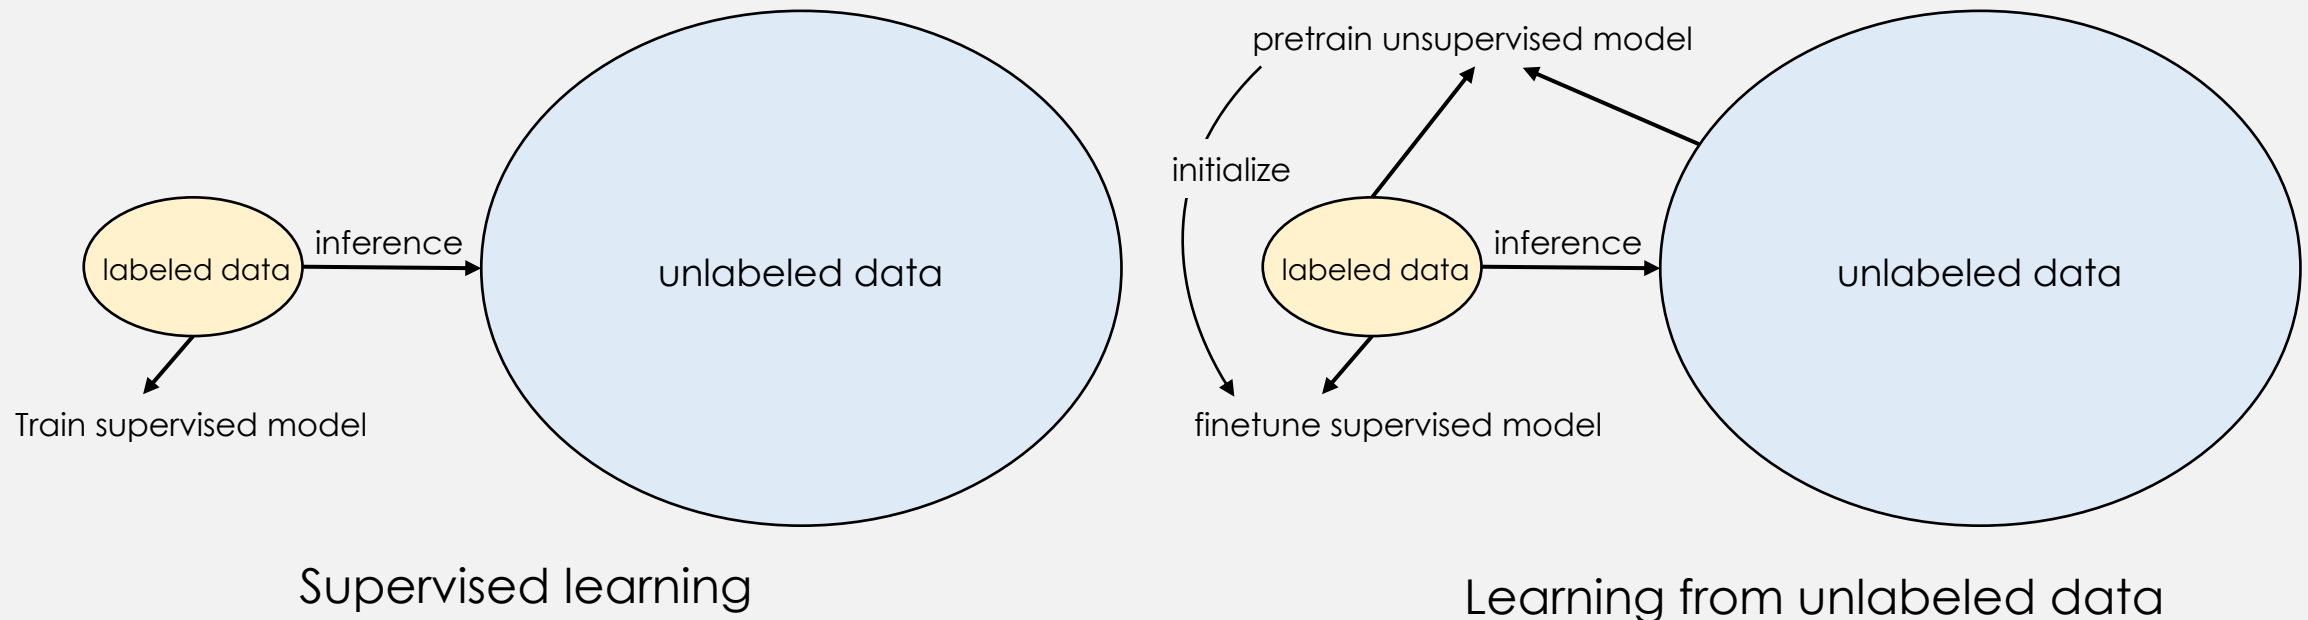 inference
labeled data
unlabeled data
Train supervised model
Supervised learning
pretrain unsupervised model
initialize
inference
labeled data
unlabeled data
finetune supervised model
Learning from unlabeled data